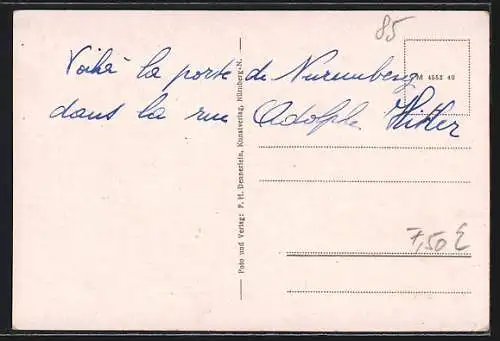 85
Voilà la porte de Nuremberg
dans la rue Adolphe Hitler
M 4552 40
Foto und Verlag: F. H. Dennerlein, Kunstverlag, Nürnberg-N.
7,50 €